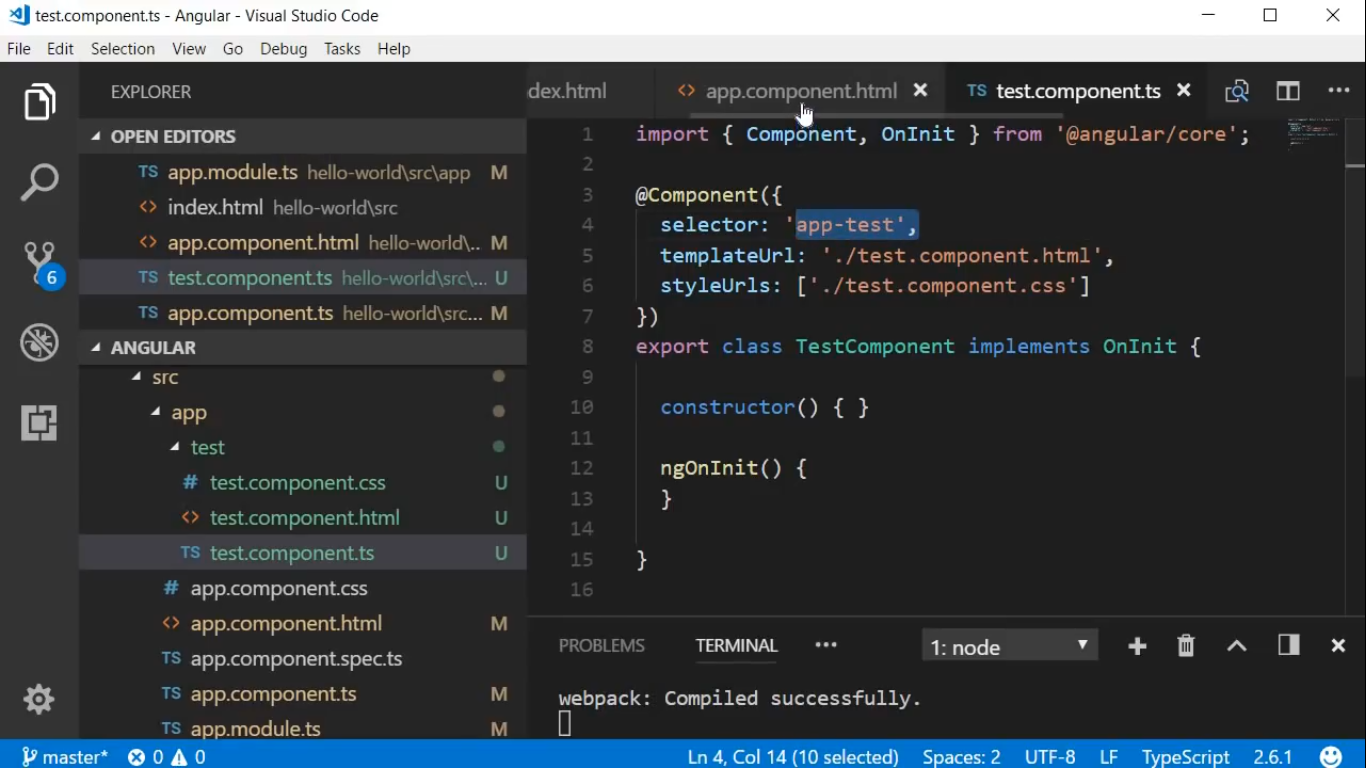 test.component.ts - Angular - Visual Studio Code
File Edit Selection View Go Debug Tasks Help
EXPLORER
OPEN EDITORS
TS app.module.ts hello-world\src\app M
<> index.html hello-world\src
<> app.component.html hello-world\.. M
TS test.component.ts hello-world\src\... U
TS app.component.ts hello-world\src... M
ANGULAR
src
app
test
# test.component.css U
<> test.component.html U
TS test.component.ts U
# app.component.css
<> app.component.html M
TS app.component.spec.ts
TS app.component.ts M
TS app.module.ts M
dex.html <> app.component.html TS test.component.ts
1 import { Component, OnInit } from '@angular/core';
2
3 @Component({
4 selector: 'app-test',
5 templateUrl: './test.component.html',
6 styleUrls: ['./test.component.css']
7 })
8 export class TestComponent implements OnInit {
9
10 constructor() { }
11
12 ngOnInit() {
13 }
14
15 }
16
PROBLEMS TERMINAL ••• 1: node
webpack: Compiled successfully.
6
master* 0 0 Ln 4, Col 14 (10 selected) Spaces: 2 UTF-8 LF TypeScript 2.6.1